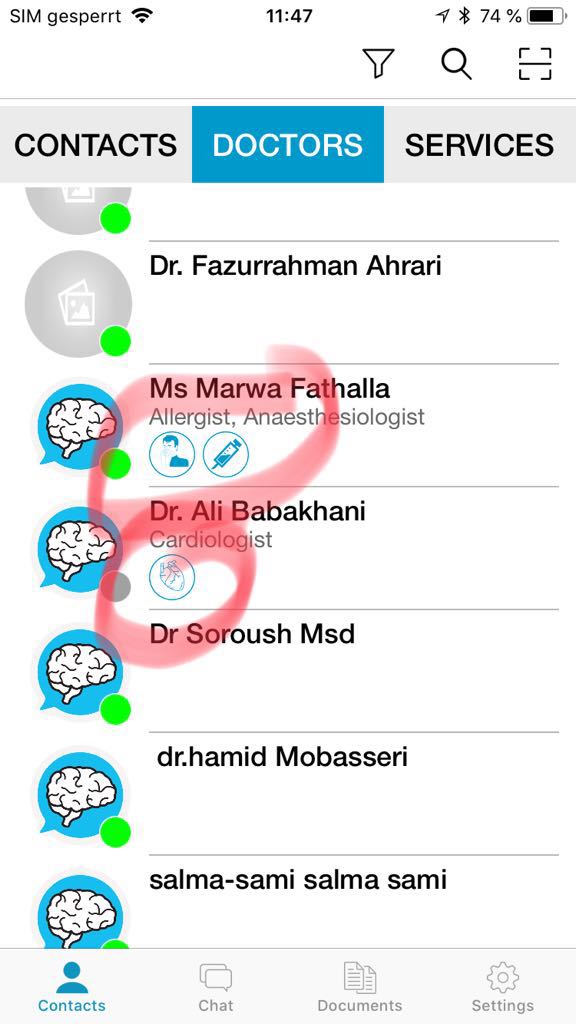 SIM gesperrt 11:47 74 %
CONTACTS DOCTORS SERVICES
Dr. Fazurrahman Ahrari
Ms Marwa Fathalla
Allergist, Anaesthesiologist
Dr. Ali Babakhani
Cardiologist
Dr Soroush Msd
dr.hamid Mobasseri
salma-sami salma sami
Contacts Chat Documents Settings